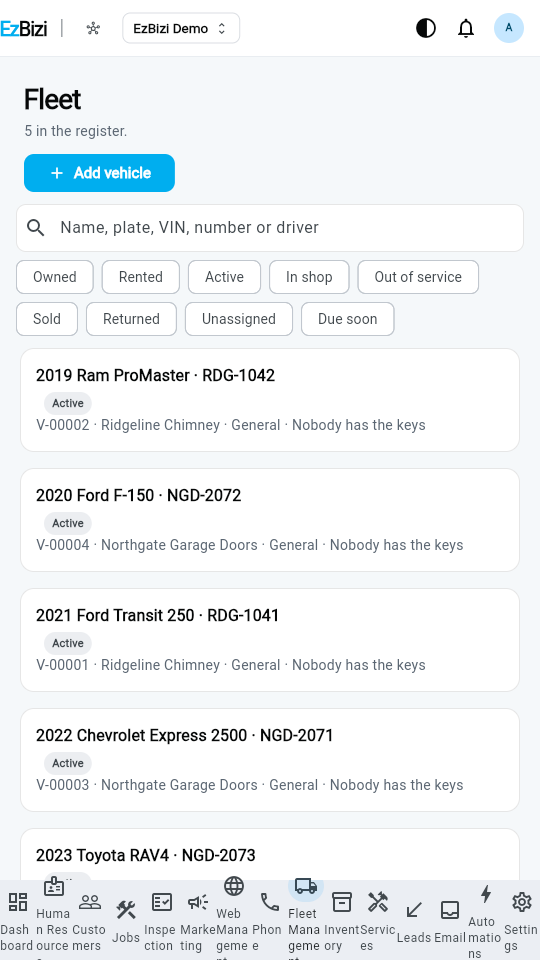 EzBizi
EzBizi Demo
A
Fleet
5 in the register.
Add vehicle
Name, plate, VIN, number or driver
Owned
Rented
Active
In shop
Out of service
Sold
Returned
Unassigned
Due soon
2019 Ram ProMaster · RDG-1042
Active
V-00002 · Ridgeline Chimney · General · Nobody has the keys
2020 Ford F-150 · NGD-2072
Active
V-00004 · Northgate Garage Doors · General · Nobody has the keys
2021 Ford Transit 250 · RDG-1041
Active
V-00001 · Ridgeline Chimney · General · Nobody has the keys
2022 Chevrolet Express 2500 · NGD-2071
Active
V-00003 · Northgate Garage Doors · General · Nobody has the keys
2023 Toyota RAV4 · NGD-2073
Dash
board
Huma
n Res
ource
Custo
mers
Jobs
Inspe
ction
Marke
ting
Web
Mana
geme
Phon
e
Fleet
Mana
geme
Invent
ory
Servic
es
Leads
Email
Auto
matio
ns
Settin
gs